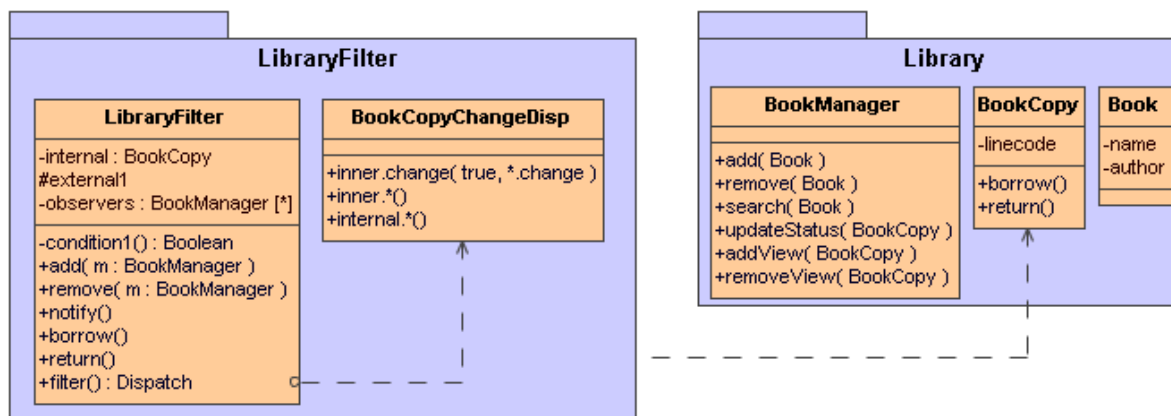 LibraryFilter
LibraryFilter
-internal : BookCopy
#external1
-observers : BookManager [*]
-condition1() : Boolean
+add( m : BookManager )
+remove( m : BookManager )
+notify()
+borrow()
+return()
+filter() : Dispatch
BookCopyChangeDisp
+inner.change( true, *.change )
+inner.*()
+internal.*()
Library
BookManager
+add( Book )
+remove( Book )
+search( Book )
+updateStatus( BookCopy )
+addView( BookCopy )
+removeView( BookCopy )
BookCopy
-linecode
+borrow()
+return()
Book
-name
-author